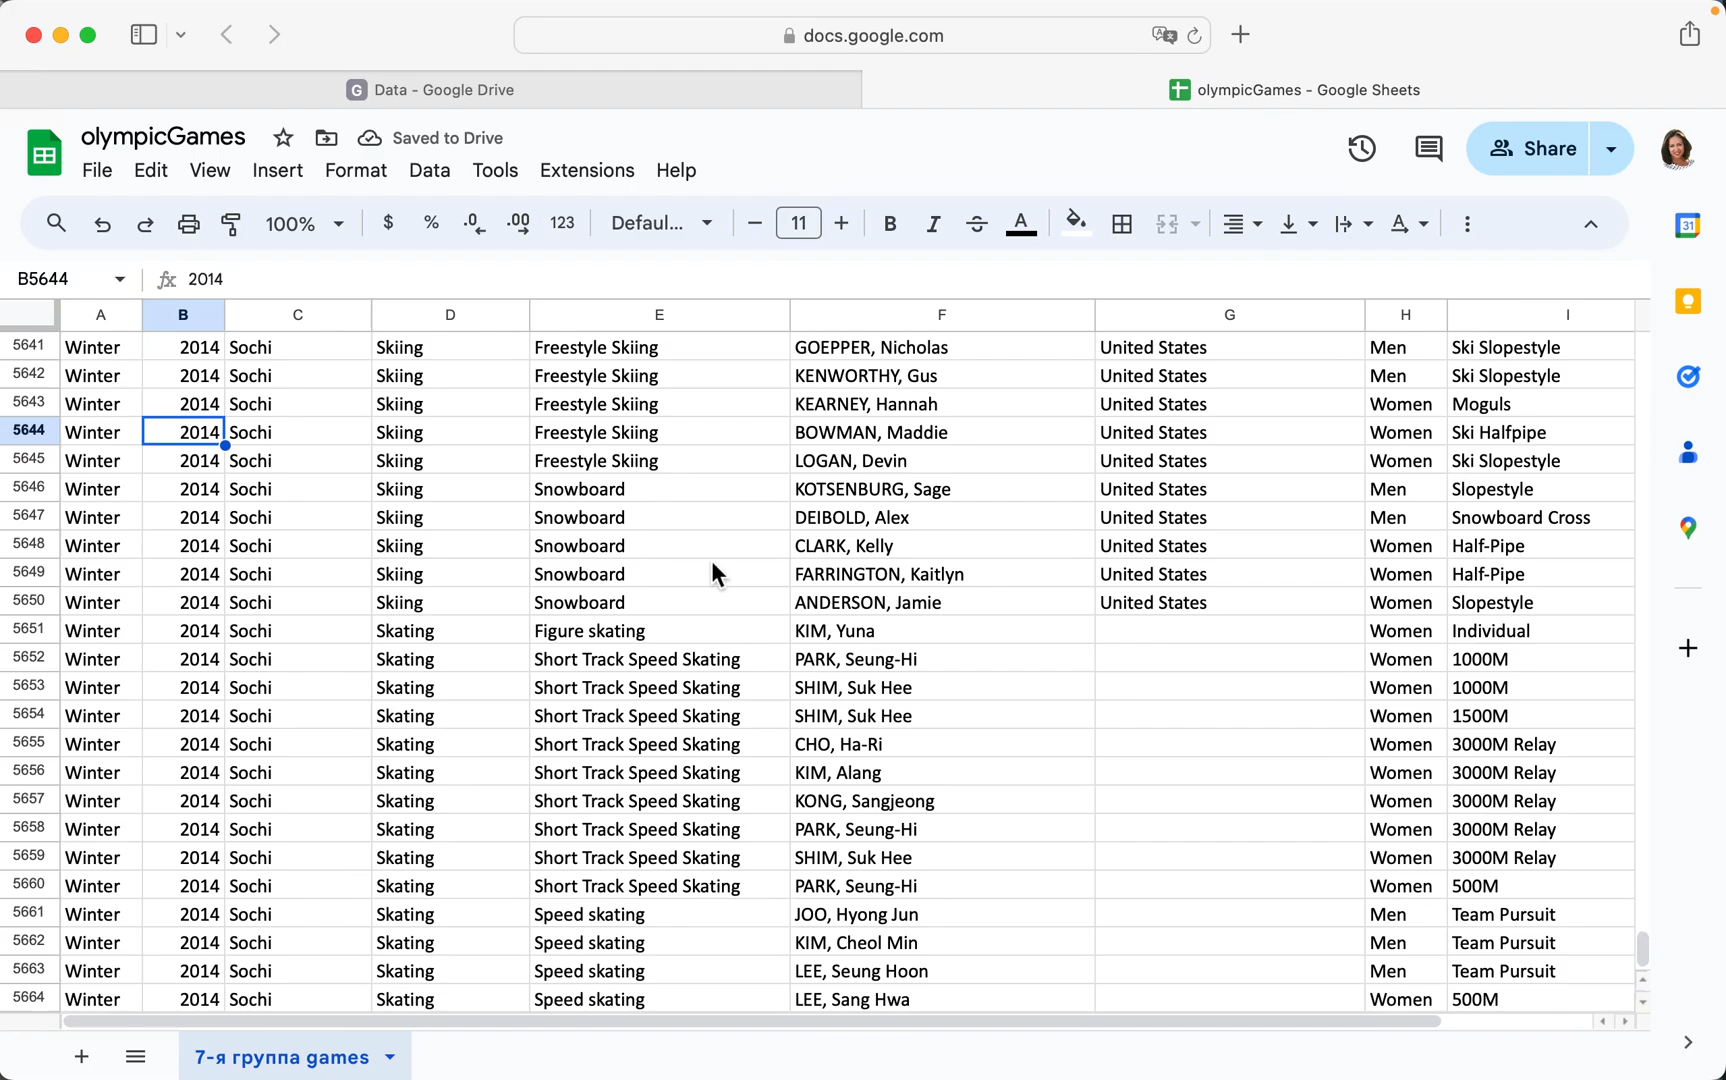 docs.google.com
G Data - Google Drive
olympicGames - Google Sheets
olympicGames Saved to Drive
File Edit View Insert Format Data Tools Extensions Help
Share
100% $ % .0 .00 123 Defaul... 11 B I A
31
B5644 fx 2014
A B C D E F G H I
5641 Winter 2014 Sochi Skiing Freestyle Skiing GOEPPER, Nicholas United States Men Ski Slopestyle
5642 Winter 2014 Sochi Skiing Freestyle Skiing KENWORTHY, Gus United States Men Ski Slopestyle
5643 Winter 2014 Sochi Skiing Freestyle Skiing KEARNEY, Hannah United States Women Moguls
5644 Winter 2014 Sochi Skiing Freestyle Skiing BOWMAN, Maddie United States Women Ski Halfpipe
5645 Winter 2014 Sochi Skiing Freestyle Skiing LOGAN, Devin United States Women Ski Slopestyle
5646 Winter 2014 Sochi Skiing Snowboard KOTSENBURG, Sage United States Men Slopestyle
5647 Winter 2014 Sochi Skiing Snowboard DEIBOLD, Alex United States Men Snowboard Cross
5648 Winter 2014 Sochi Skiing Snowboard CLARK, Kelly United States Women Half-Pipe
5649 Winter 2014 Sochi Skiing Snowboard FARRINGTON, Kaitlyn United States Women Half-Pipe
5650 Winter 2014 Sochi Skiing Snowboard ANDERSON, Jamie United States Women Slopestyle
5651 Winter 2014 Sochi Skating Figure skating KIM, Yuna Women Individual
5652 Winter 2014 Sochi Skating Short Track Speed Skating PARK, Seung-Hi Women 1000M
5653 Winter 2014 Sochi Skating Short Track Speed Skating SHIM, Suk Hee Women 1000M
5654 Winter 2014 Sochi Skating Short Track Speed Skating SHIM, Suk Hee Women 1500M
5655 Winter 2014 Sochi Skating Short Track Speed Skating CHO, Ha-Ri Women 3000M Relay
5656 Winter 2014 Sochi Skating Short Track Speed Skating KIM, Alang Women 3000M Relay
5657 Winter 2014 Sochi Skating Short Track Speed Skating KONG, Sangjeong Women 3000M Relay
5658 Winter 2014 Sochi Skating Short Track Speed Skating PARK, Seung-Hi Women 3000M Relay
5659 Winter 2014 Sochi Skating Short Track Speed Skating SHIM, Suk Hee Women 3000M Relay
5660 Winter 2014 Sochi Skating Short Track Speed Skating PARK, Seung-Hi Women 500M
5661 Winter 2014 Sochi Skating Speed skating JOO, Hyong Jun Men Team Pursuit
5662 Winter 2014 Sochi Skating Speed skating KIM, Cheol Min Men Team Pursuit
5663 Winter 2014 Sochi Skating Speed skating LEE, Seung Hoon Men Team Pursuit
5664 Winter 2014 Sochi Skating Speed skating LEE, Sang Hwa Women 500M
7-я группа games